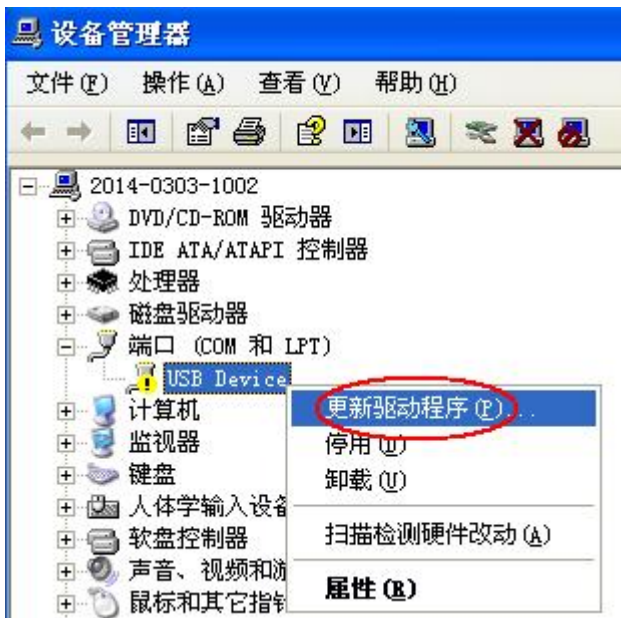 设备管理器
文件(F) 操作(A) 查看(V) 帮助(H)
2014-0303-1002
DVD/CD-ROM 驱动器
IDE ATA/ATAPI 控制器
处理器
磁盘驱动器
端口 (COM 和 LPT)
USB Device
计算机
监视器
键盘
人体学输入设备
软盘控制器
声音、视频和游
鼠标和其它指针
更新驱动程序(P)...
停用(D)
卸载(U)
扫描检测硬件改动(A)
属性(R)